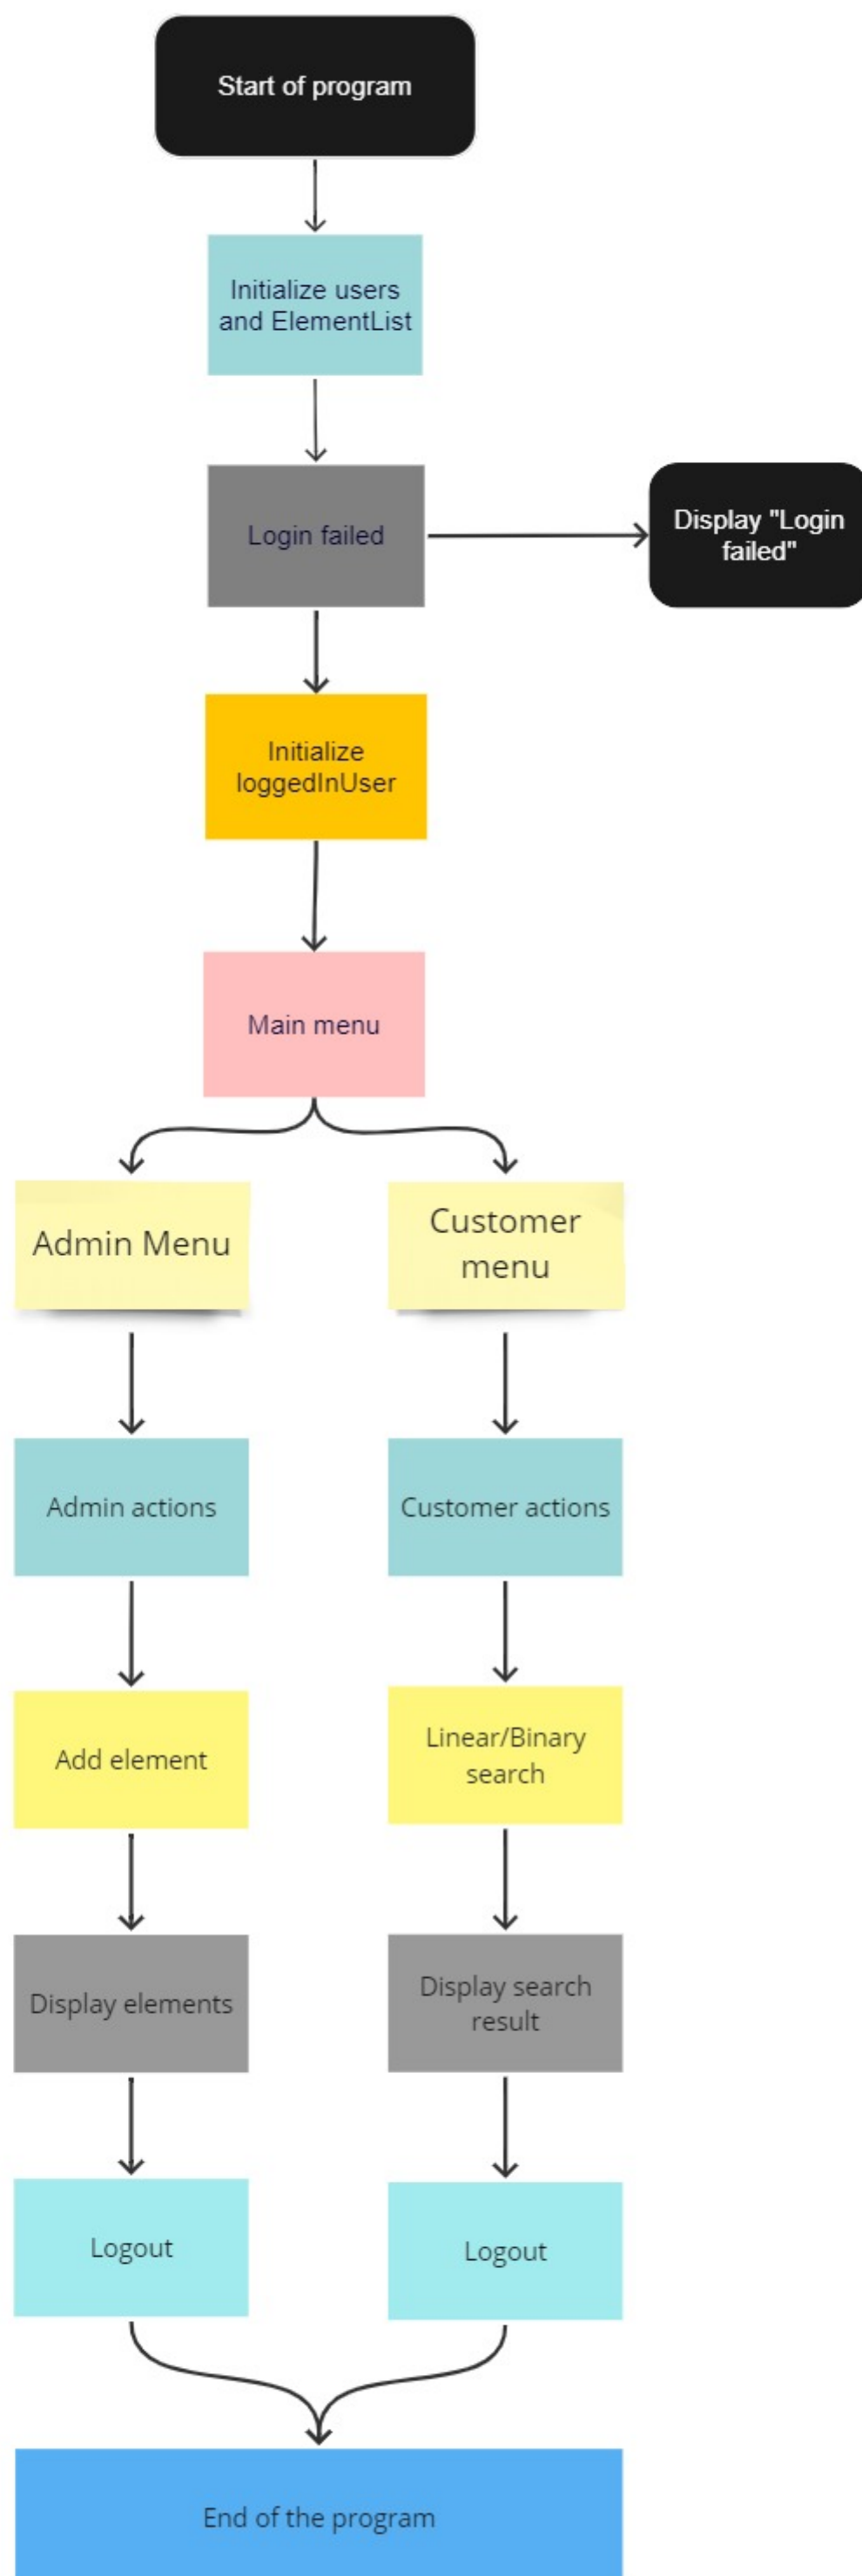 Start of program
Initialize users
and ElementList
Login failed
Display "Login
failed"
Initialize
loggedInUser
Main menu
Admin Menu
Customer
menu
Admin actions
Customer actions
Add element
Linear/Binary
search
Display elements
Display search
result
Logout
Logout
End of the program